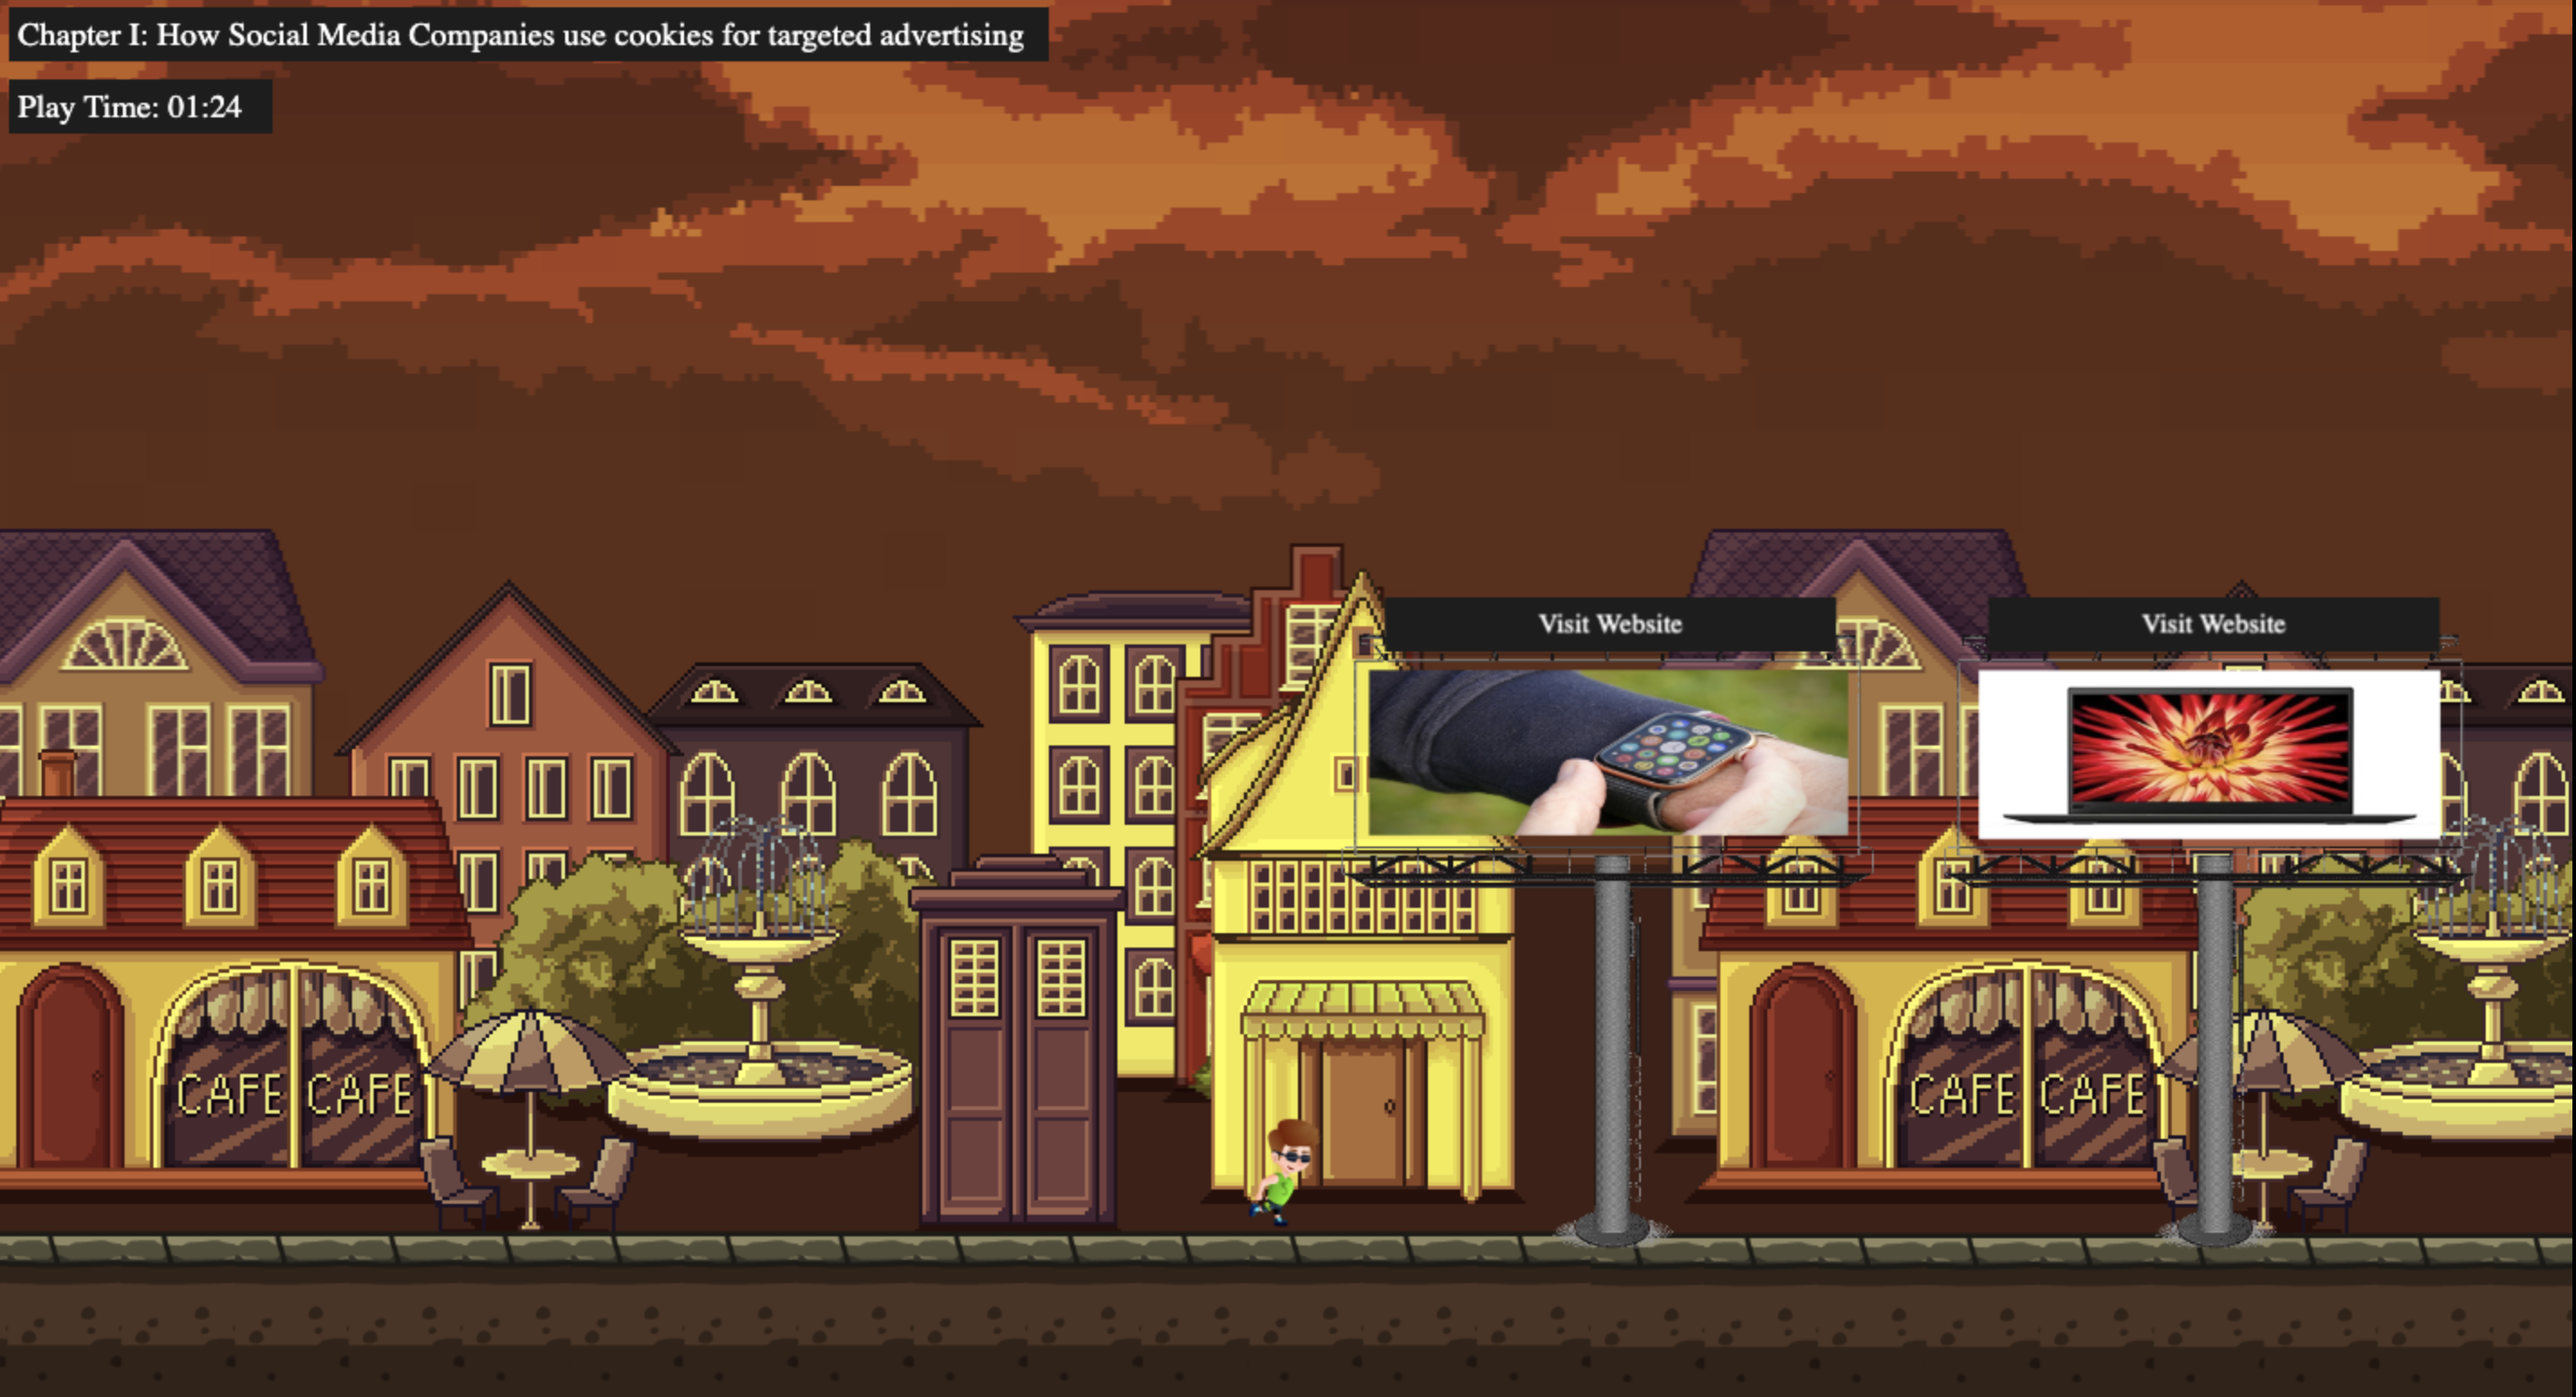 Chapter I: How Social Media Companies use cookies for targeted advertising
Play Time: 01:24
Visit Website
Visit Website
CAFE CAFE
CAFE CAFE